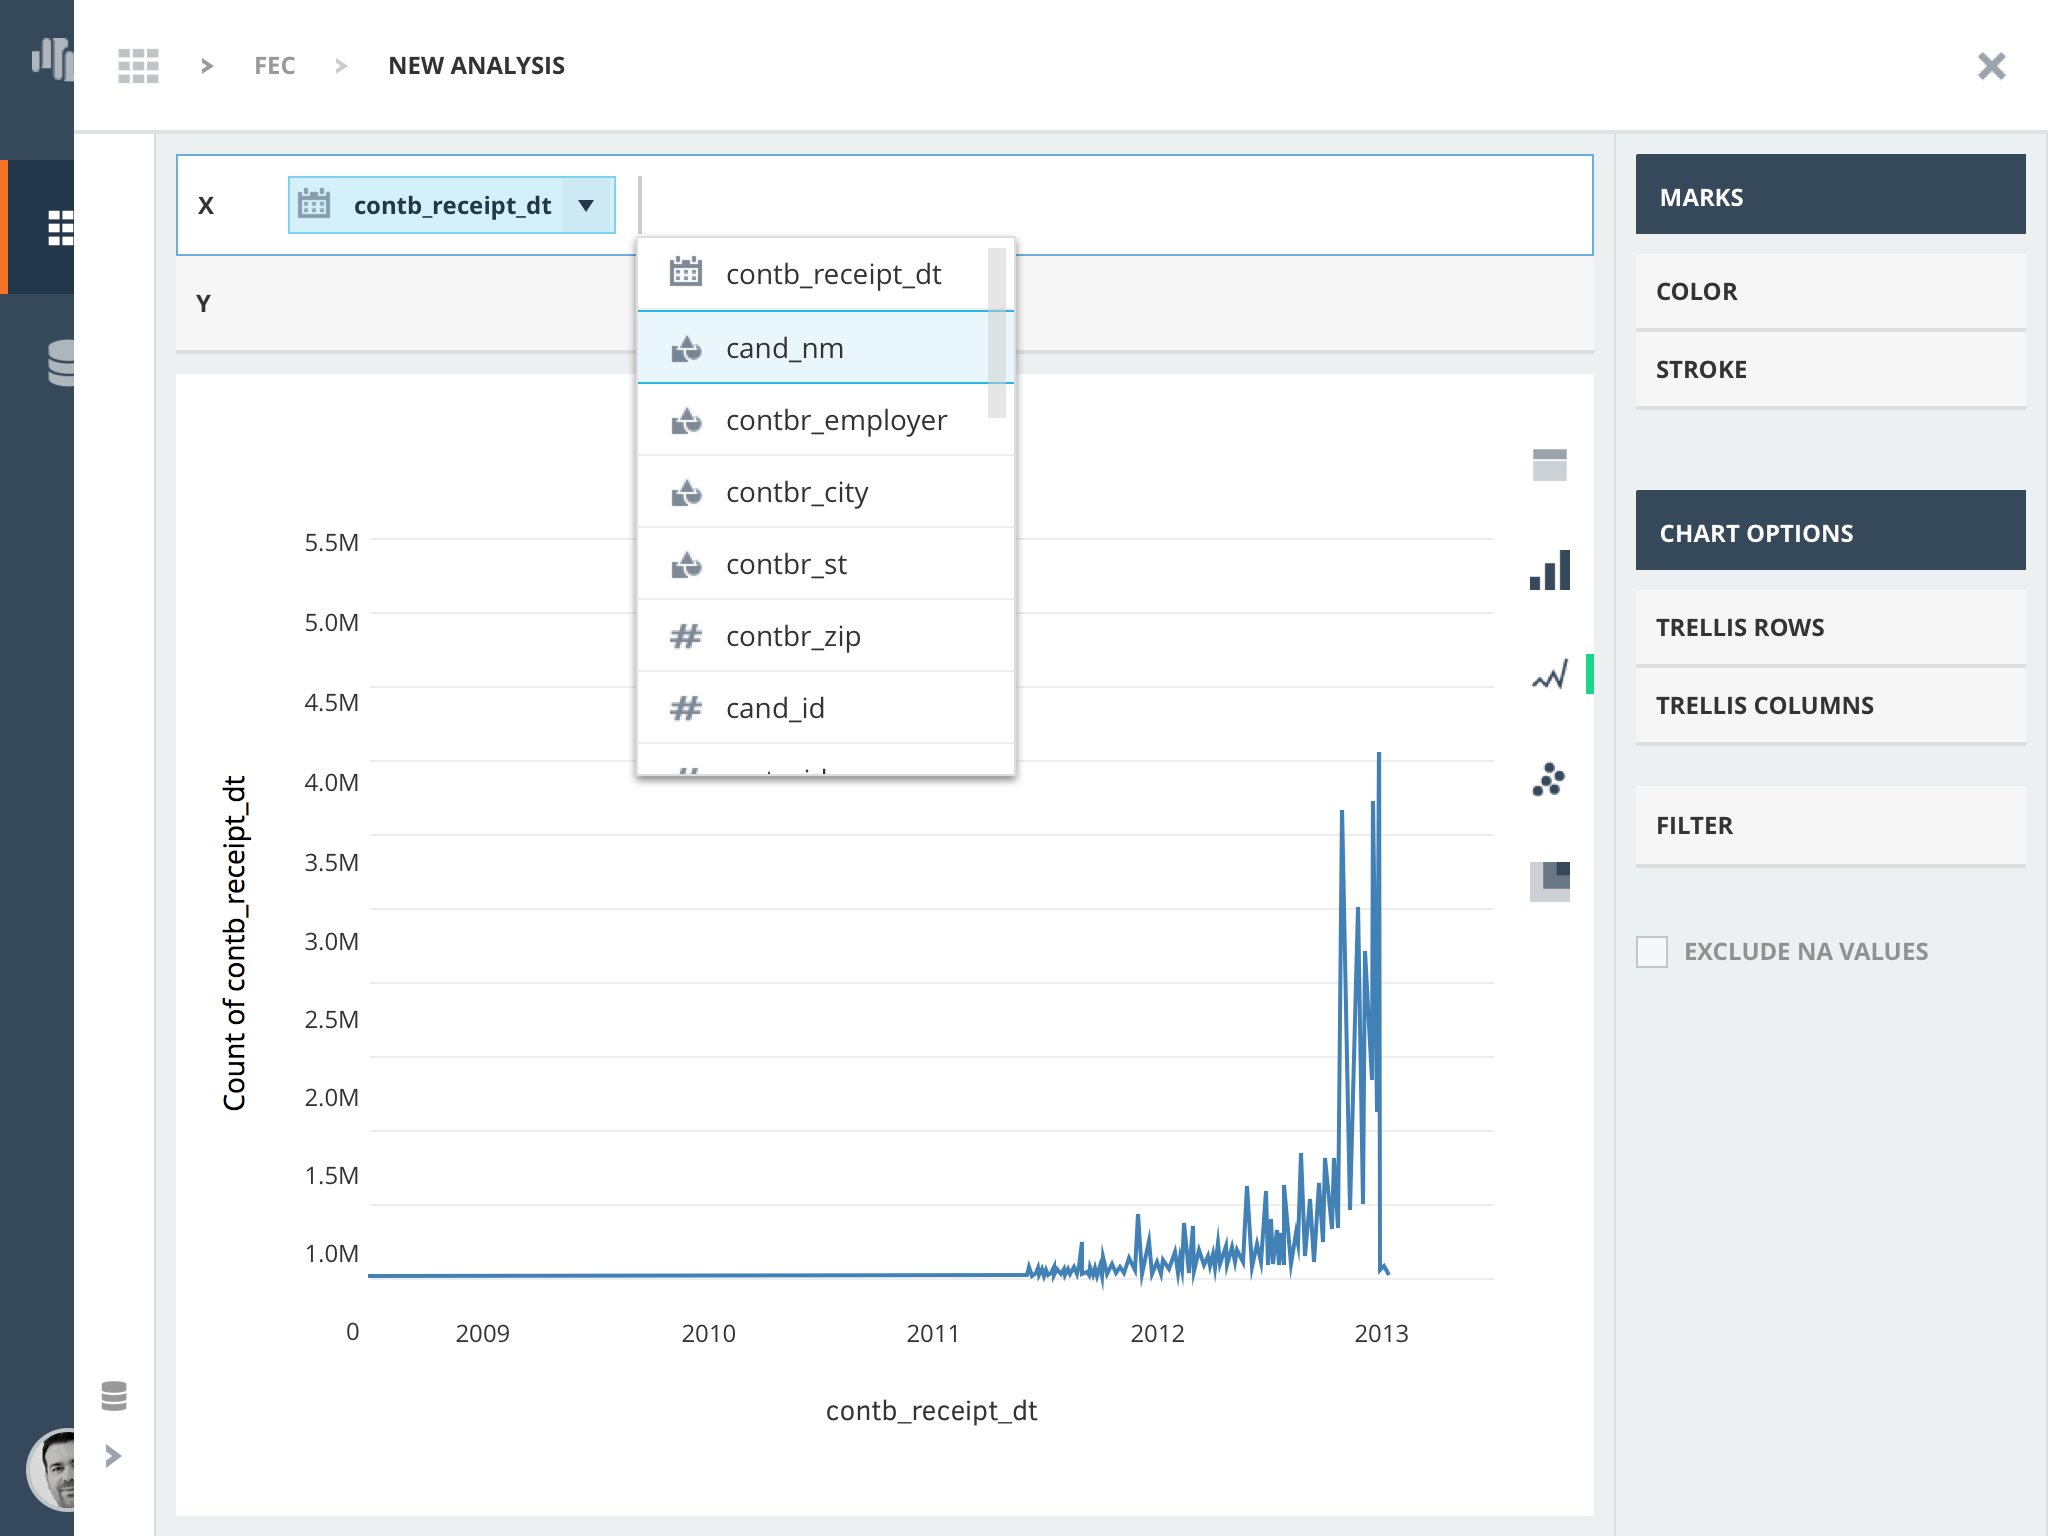 FEC
NEW ANALYSIS
X
contb_receipt_dt
Y
contb_receipt_dt
cand_nm
contbr_employer
contbr_city
contbr_st
contbr_zip
cand_id
5.5M
5.0M
4.5M
4.0M
3.5M
3.0M
2.5M
2.0M
1.5M
1.0M
0
Count of contb_receipt_dt
2009
2010
2011
2012
2013
contb_receipt_dt
MARKS
COLOR
STROKE
CHART OPTIONS
TRELLIS ROWS
TRELLIS COLUMNS
FILTER
EXCLUDE NA VALUES